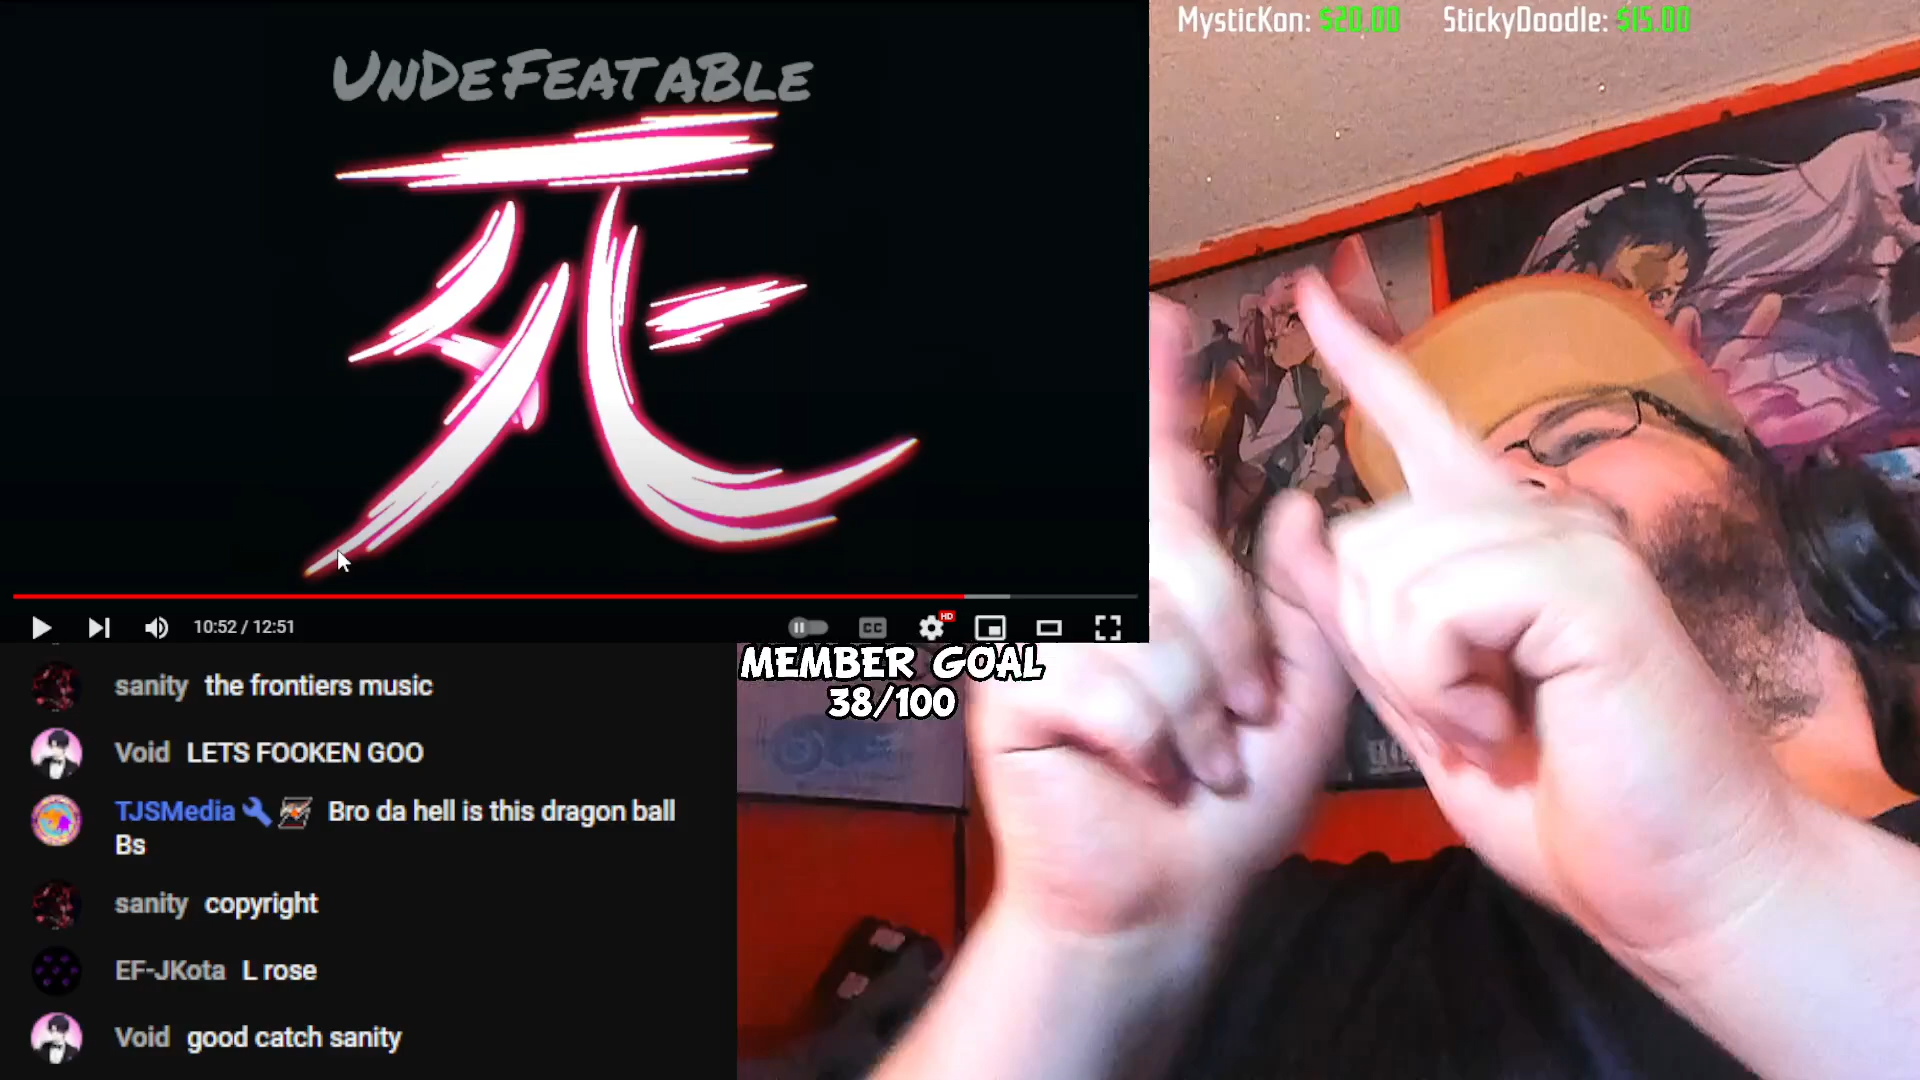 MysticKon: $20.00 StickyDoodle: $15.00
UNDEFEATABLE
死
10:52 / 12:51
CC
HD
MEMBER GOAL
38/100
sanity the frontiers music
Void LETS FOOKEN GOO
TJSMedia Bro da hell is this dragon ball
Bs
sanity copyright
EF-JKota L rose
Void good catch sanity